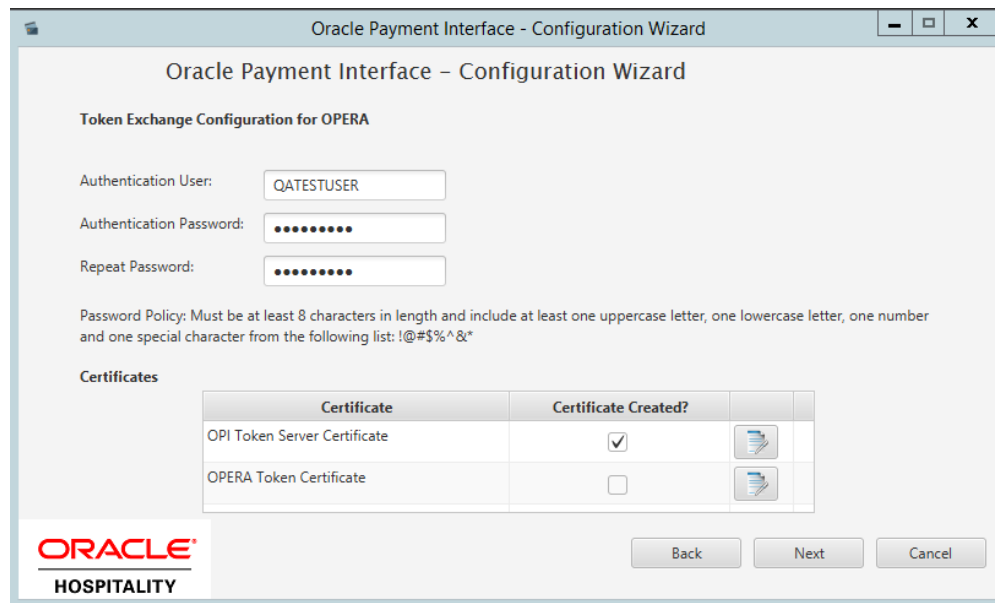 Oracle Payment Interface - Configuration Wizard
Oracle Payment Interface – Configuration Wizard
Token Exchange Configuration for OPERA
Authentication User: QATESTUSER
Authentication Password: •••••••••
Repeat Password: •••••••••
Password Policy: Must be at least 8 characters in length and include at least one uppercase letter, one lowercase letter, one number
and one special character from the following list: !@#$%^&*
Certificates
Certificate Certificate Created?
OPI Token Server Certificate
OPERA Token Certificate
ORACLE®
HOSPITALITY
Back Next Cancel